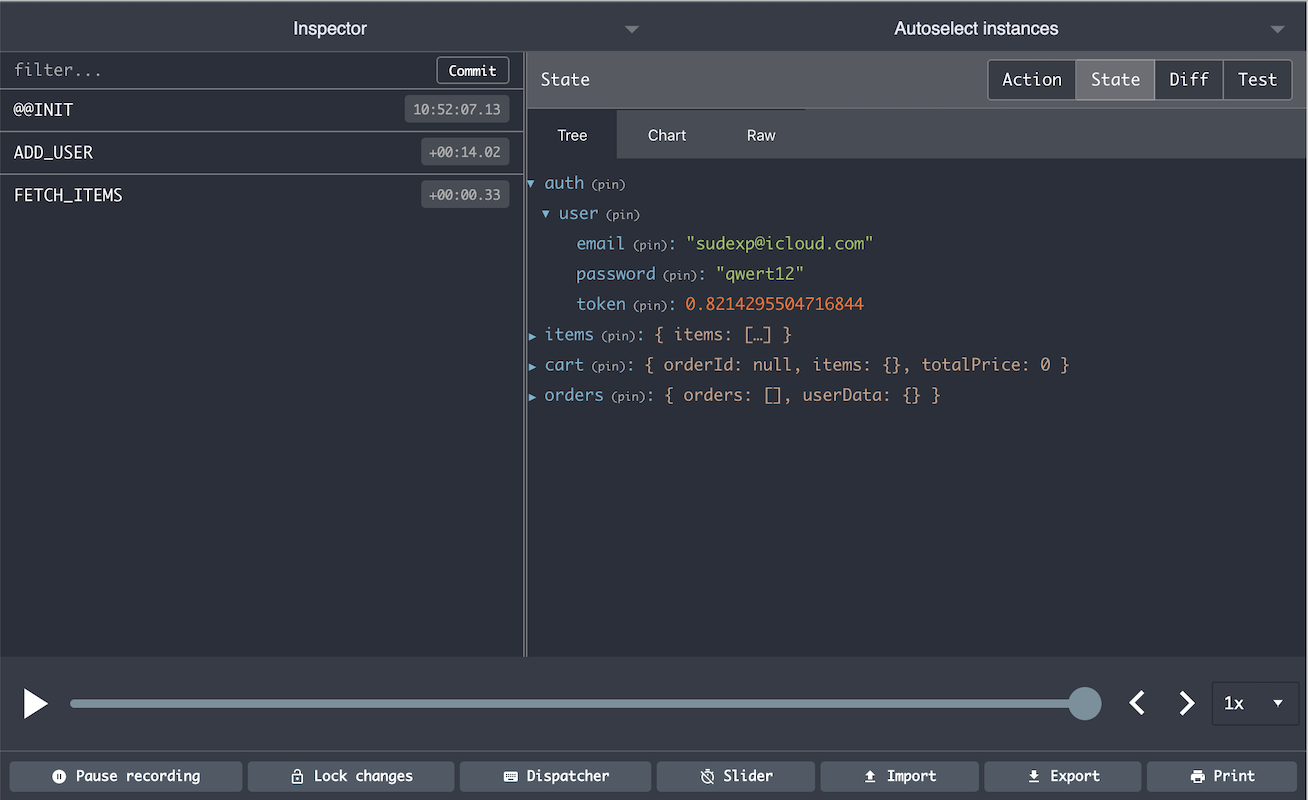 Inspector
Autoselect instances
filter...
Commit
@@INIT
10:52:07.13
ADD_USER
+00:14.02
FETCH_ITEMS
+00:00.33
State
Action
State
Diff
Test
Tree
Chart
Raw
auth (pin)
user (pin)
email (pin): "sudexp@icloud.com"
password (pin): "qwert12"
token (pin): 0.8214295504716844
items (pin): { items: […] }
cart (pin): { orderId: null, items: {}, totalPrice: 0 }
orders (pin): { orders: [], userData: {} }
1x
Pause recording
Lock changes
Dispatcher
Slider
Import
Export
Print